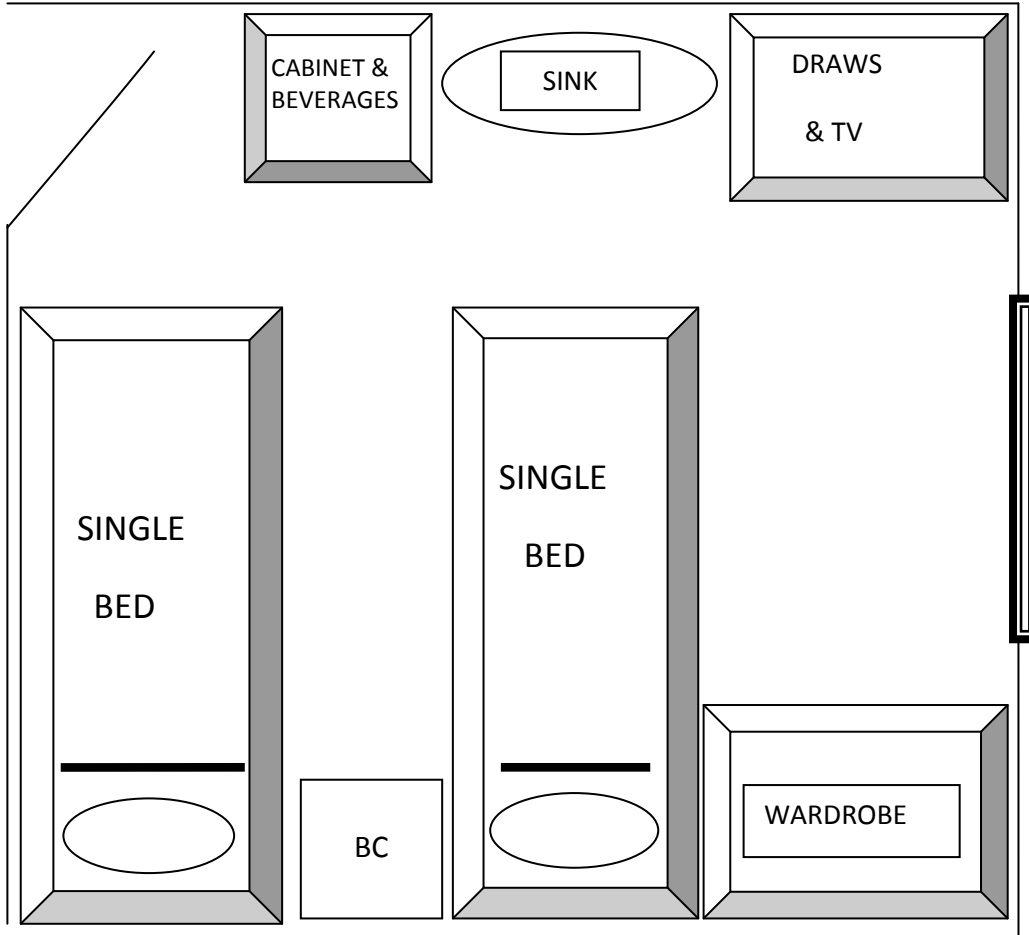 CABINET &
BEVERAGES
SINK
DRAWS
& TV
SINGLE
BED
SINGLE
BED
BC
WARDROBE